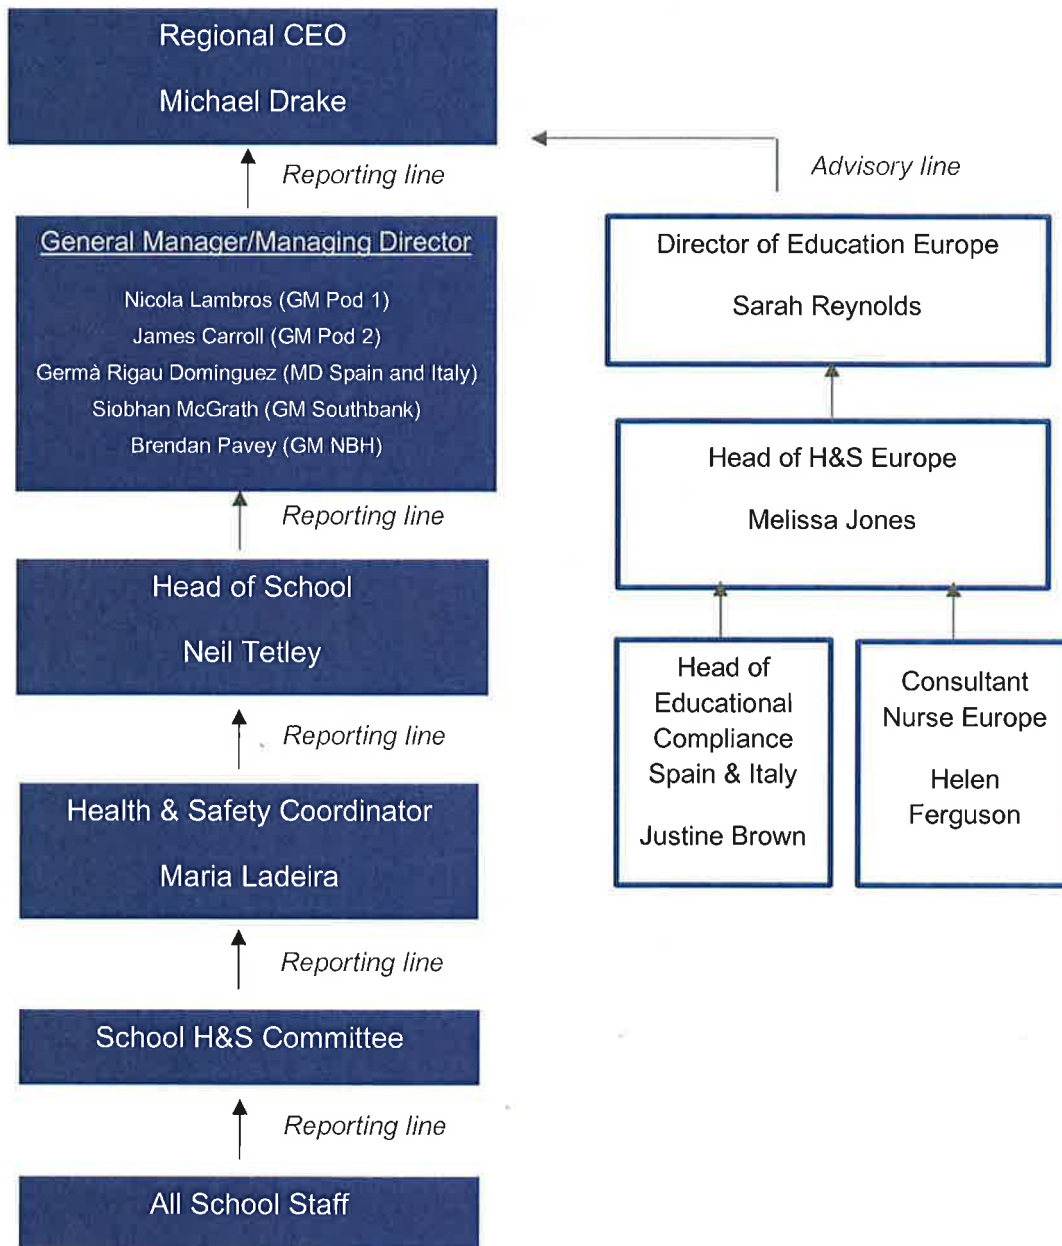 Regional CEO
Michael Drake
Reporting line
Advisory line
General Manager/Managing Director
Nicola Lambros (GM Pod 1)
James Carroll (GM Pod 2)
Germà Rigau Dominguez (MD Spain and Italy)
Siobhan McGrath (GM Southbank)
Brendan Pavey (GM NBH)
Reporting line
Head of School
Neil Tetley
Reporting line
Health & Safety Coordinator
Maria Ladeira
Reporting line
School H&S Committee
Reporting line
All School Staff
Director of Education Europe
Sarah Reynolds
Head of H&S Europe
Melissa Jones
Head of
Educational
Compliance
Spain & Italy
Justine Brown
Consultant
Nurse Europe
Helen
Ferguson